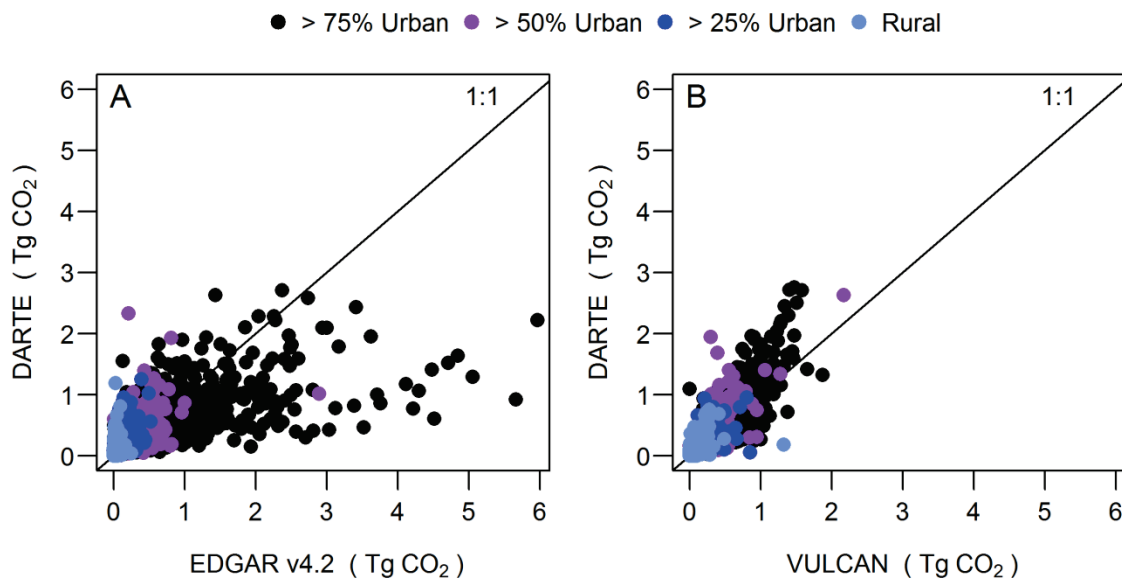 > 75% Urban > 50% Urban > 25% Urban Rural
A
1:1
6
5
4
3
2
1
0
DARTE ( Tg CO₂ )
0 1 2 3 4 5 6
EDGAR v4.2 ( Tg CO₂ )
B
1:1
6
5
4
3
2
1
0
DARTE ( Tg CO₂ )
0 1 2 3 4 5 6
VULCAN ( Tg CO₂ )